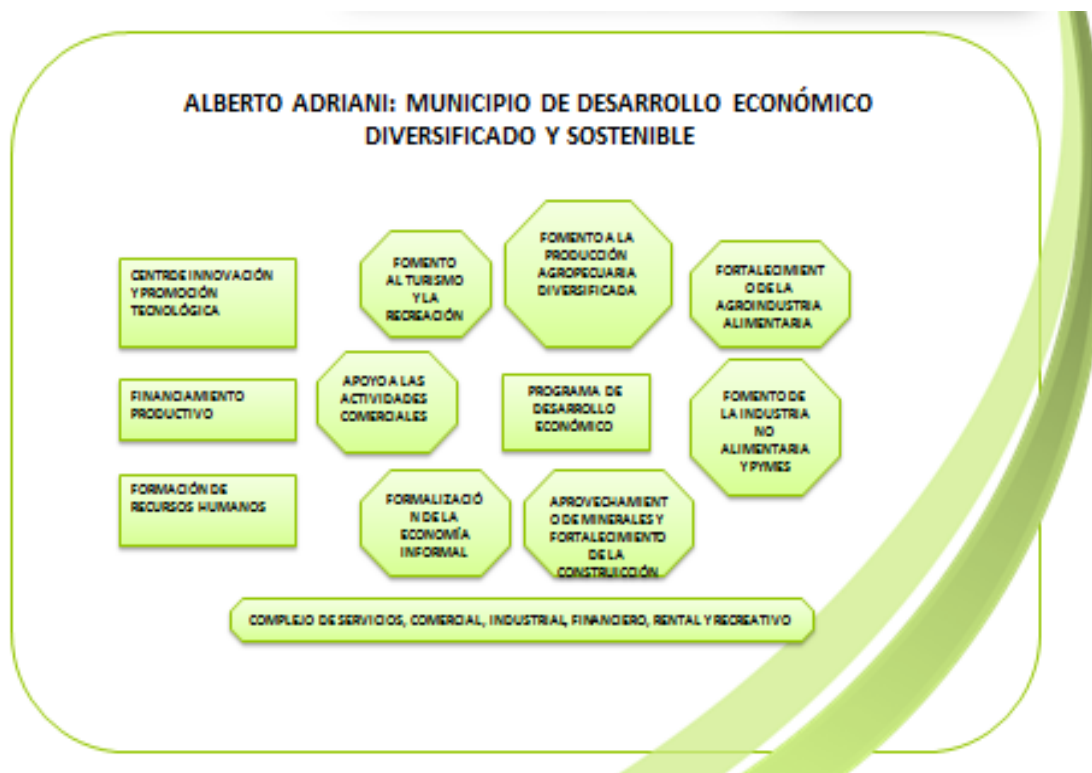 ALBERTO ADRIANI: MUNICIPIO DE DESARROLLO ECONÓMICO
DIVERSIFICADO Y SOSTENIBLE
CENTRDE INNOVACIÓN
Y PROMOCIÓN
TECNOLÓGICA
FOMENTO
AL TURISMO
Y LA
RECREACIÓN
FOMENTO A LA
PRODUCCIÓN
AGROPECUARIA
DIVERSIFICADA
FORTALECIMIENT
O DE LA
AGROINDUSTRIA
ALIMENTARIA
FINANCIAMIENTO
PRODUCTIVO
APOYO A LAS
ACTIVIDADES
COMERCIALES
PROGRAMA DE
DESARROLLO
ECONÓMICO
FOMENTO DE
LA INDUSTRIA
NO
ALIMENTARIA
Y PYMES
FORMACIÓN DE
RECURSOS HUMANOS
FORMALIZACIÓ
N DE LA
ECONOMÍA
INFORMAL
APROVECHAMIENT
O DE MINERALES Y
FORTALECIMIENTO
DE LA
CONSTRUICCIÓN
COMPLEJO DE SERVICIOS, COMERCIAL, INDUSTRIAL, FINANCIERO, RENTAL Y RECREATIVO